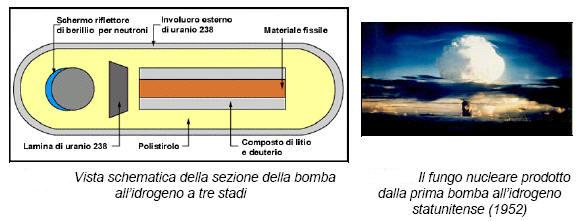 Schermo riflettore
di berillio per neutroni
Involucro esterno
di uranio 238
Materiale fissile
Lamina di uranio 238
Polistirolo
Composto di litio
e deuterio
Vista schematica della sezione della bomba
all'idrogeno a tre stadi
Il fungo nucleare prodotto
dalla prima bomba all'idrogeno
statunitense (1952)